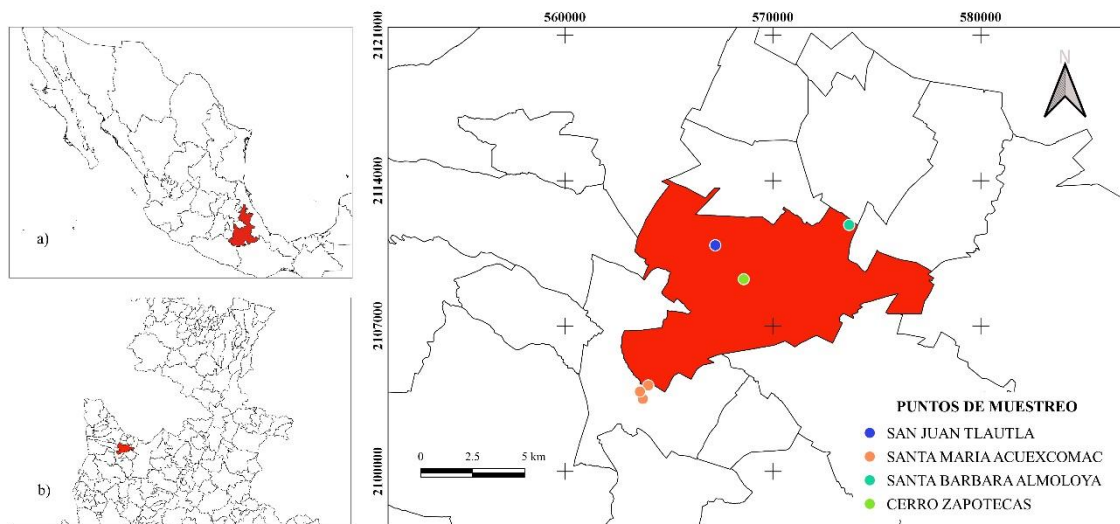 a)
b)
560000
570000
580000
2121000
2114000
2107000
2100000
N
0 2.5 5 km
PUNTOS DE MUESTREO
SAN JUAN TLAUTLA
SANTA MARIA ACUEXCOMAC
SANTA BARBARA ALMOLOYA
CERRO ZAPOTECAS